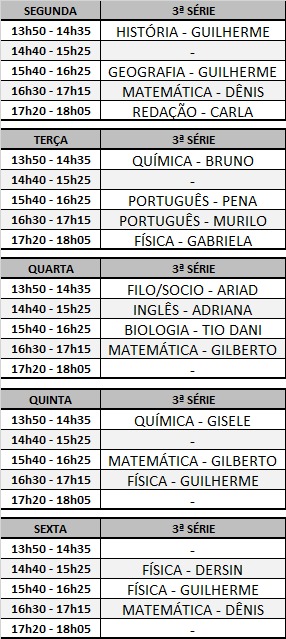 SEGUNDA 3ª SÉRIE
13h50 - 14h35 HISTÓRIA - GUILHERME
14h40 - 15h25 -
15h40 - 16h25 GEOGRAFIA - GUILHERME
16h30 - 17h15 MATEMÁTICA - DÊNIS
17h20 - 18h05 REDAÇÃO - CARLA
TERÇA 3ª SÉRIE
13h50 - 14h35 QUÍMICA - BRUNO
14h40 - 15h25 -
15h40 - 16h25 PORTUGUÊS - PENA
16h30 - 17h15 PORTUGUÊS - MURILO
17h20 - 18h05 FÍSICA - GABRIELA
QUARTA 3ª SÉRIE
13h50 - 14h35 FILO/SOCIO - ARIAD
14h40 - 15h25 INGLÊS - ADRIANA
15h40 - 16h25 BIOLOGIA - TIO DANI
16h30 - 17h15 MATEMÁTICA - GILBERTO
17h20 - 18h05 -
QUINTA 3ª SÉRIE
13h50 - 14h35 QUÍMICA - GISELE
14h40 - 15h25 -
15h40 - 16h25 MATEMÁTICA - GILBERTO
16h30 - 17h15 FÍSICA - GUILHERME
17h20 - 18h05 -
SEXTA 3ª SÉRIE
13h50 - 14h35 -
14h40 - 15h25 FÍSICA - DERSIN
15h40 - 16h25 FÍSICA - GUILHERME
16h30 - 17h15 MATEMÁTICA - DÊNIS
17h20 - 18h05 -